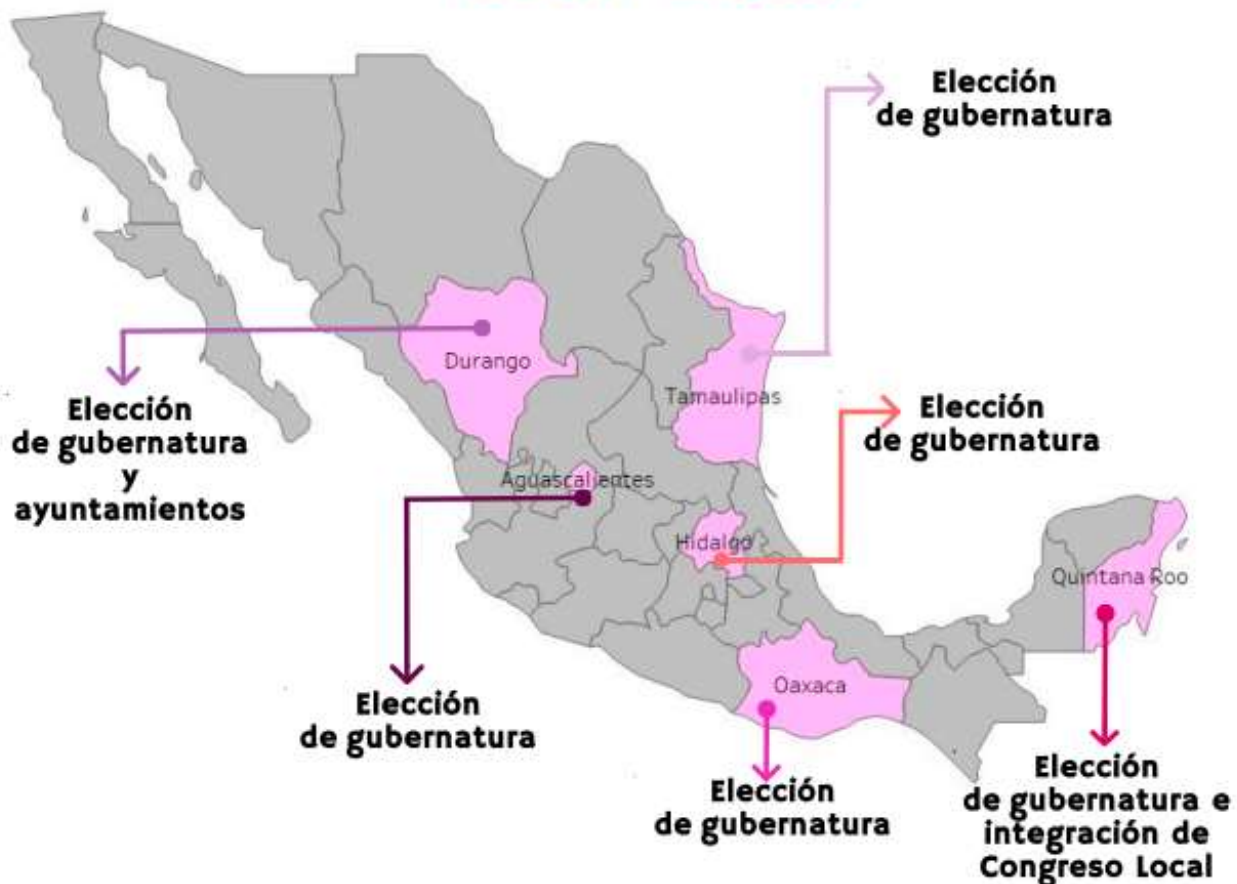 Elección
de gubernatura
Durango
Tamaulipas
Elección
de gubernatura
y
ayuntamientos
Elección
de gubernatura
Aguascalientes
Hidalgo
Quintana Roo
Oaxaca
Elección
de gubernatura
Elección
de gubernatura
Elección
de gubernatura e
integración de
Congreso Local